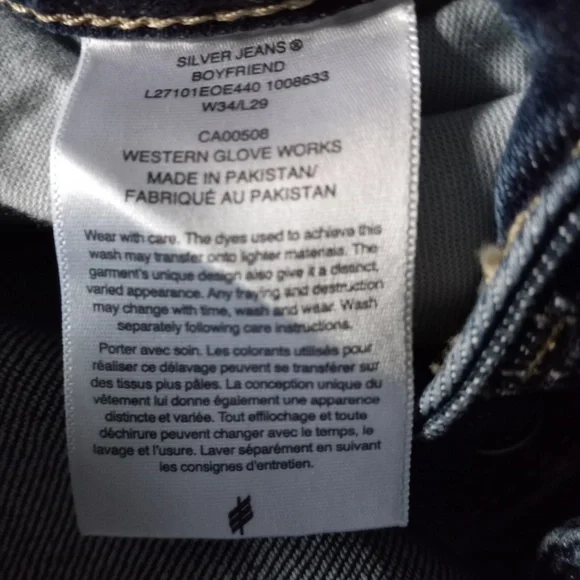 SILVER JEANS®
BOYFRIEND
L27101EOE440 1008633
W34/L29
CA00508
WESTERN GLOVE WORKS
MADE IN PAKISTAN/
FABRIQUÉ AU PAKISTAN
Wear with care. The dyes used to achieve this
wash may transfer onto lighter materials. The
garment's unique design also give it a distinct,
varied appearance. Any fraying and destruction
may change with time, wash and wear. Wash
separately following care instructions.
Porter avec soin. Les colorants utilisés pour
réaliser ce délavage peuvent se transférer sur
des tissus plus pâles. La conception unique du
vêtement lui donne également une apparence
distincte et variée. Tout effilochage et toute
déchirure peuvent changer avec le temps, le
lavage et l'usure. Laver séparément en suivant
les consignes d'entretien.